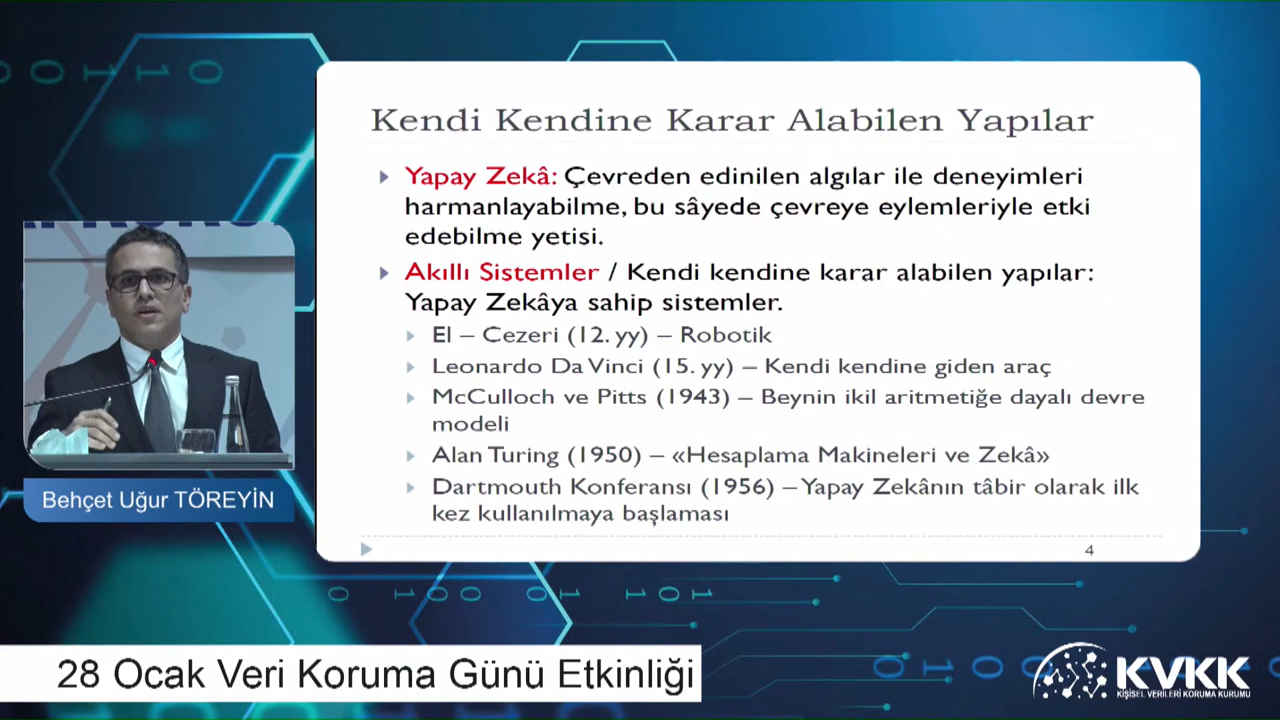 Kendi Kendine Karar Alabilen Yapılar
Yapay Zekâ: Çevreden edinilen algılar ile deneyimleri
harmanlayabilme, bu sâyede çevreye eylemleriyle etki
edebilme yetisi.
Akıllı Sistemler / Kendi kendine karar alabilen yapılar:
Yapay Zekâya sahip sistemler.
El – Cezeri (12. yy) – Robotik
Leonardo Da Vinci (15. yy) – Kendi kendine giden araç
McCulloch ve Pitts (1943) – Beynin ikil aritmetiğe dayalı devre
modeli
Alan Turing (1950) – «Hesaplama Makineleri ve Zekâ»
Dartmouth Konferansı (1956) – Yapay Zekânın tâbir olarak ilk
kez kullanılmaya başlaması
4
Behçet Uğur TÖREYİN
28 Ocak Veri Koruma Günü Etkinliği
KVKK
KİŞİSEL VERİLERİ KORUMA KURUMU